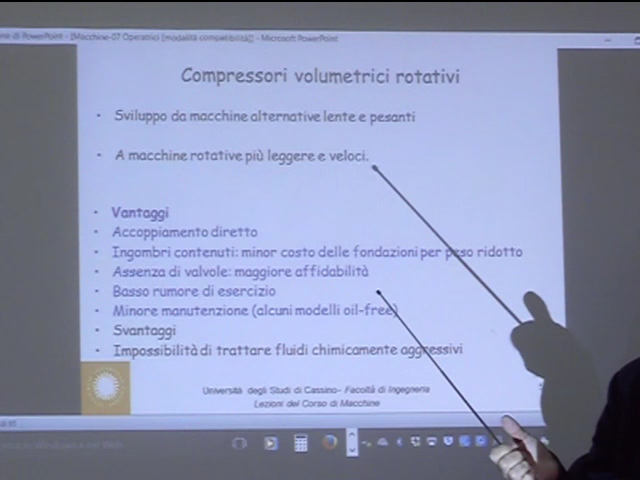 di PowerPoint - [Macchine-07 Operatrici [modalità compatibilità]] - Microsoft PowerPoint
Compressori volumetrici rotativi
• Sviluppo da macchine alternative lente e pesanti
• A macchine rotative più leggere e veloci.
• Vantaggi
• Accoppiamento diretto
• Ingombri contenuti: minor costo delle fondazioni per peso ridotto
• Assenza di valvole: maggiore affidabilità
• Basso rumore di esercizio
• Minore manutenzione (alcuni modelli oil-free)
• Svantaggi
• Impossibilità di trattare fluidi chimicamente aggressivi
Università degli Studi di Cassino- Facoltà di Ingegneria
Lezioni del Corso di Macchine